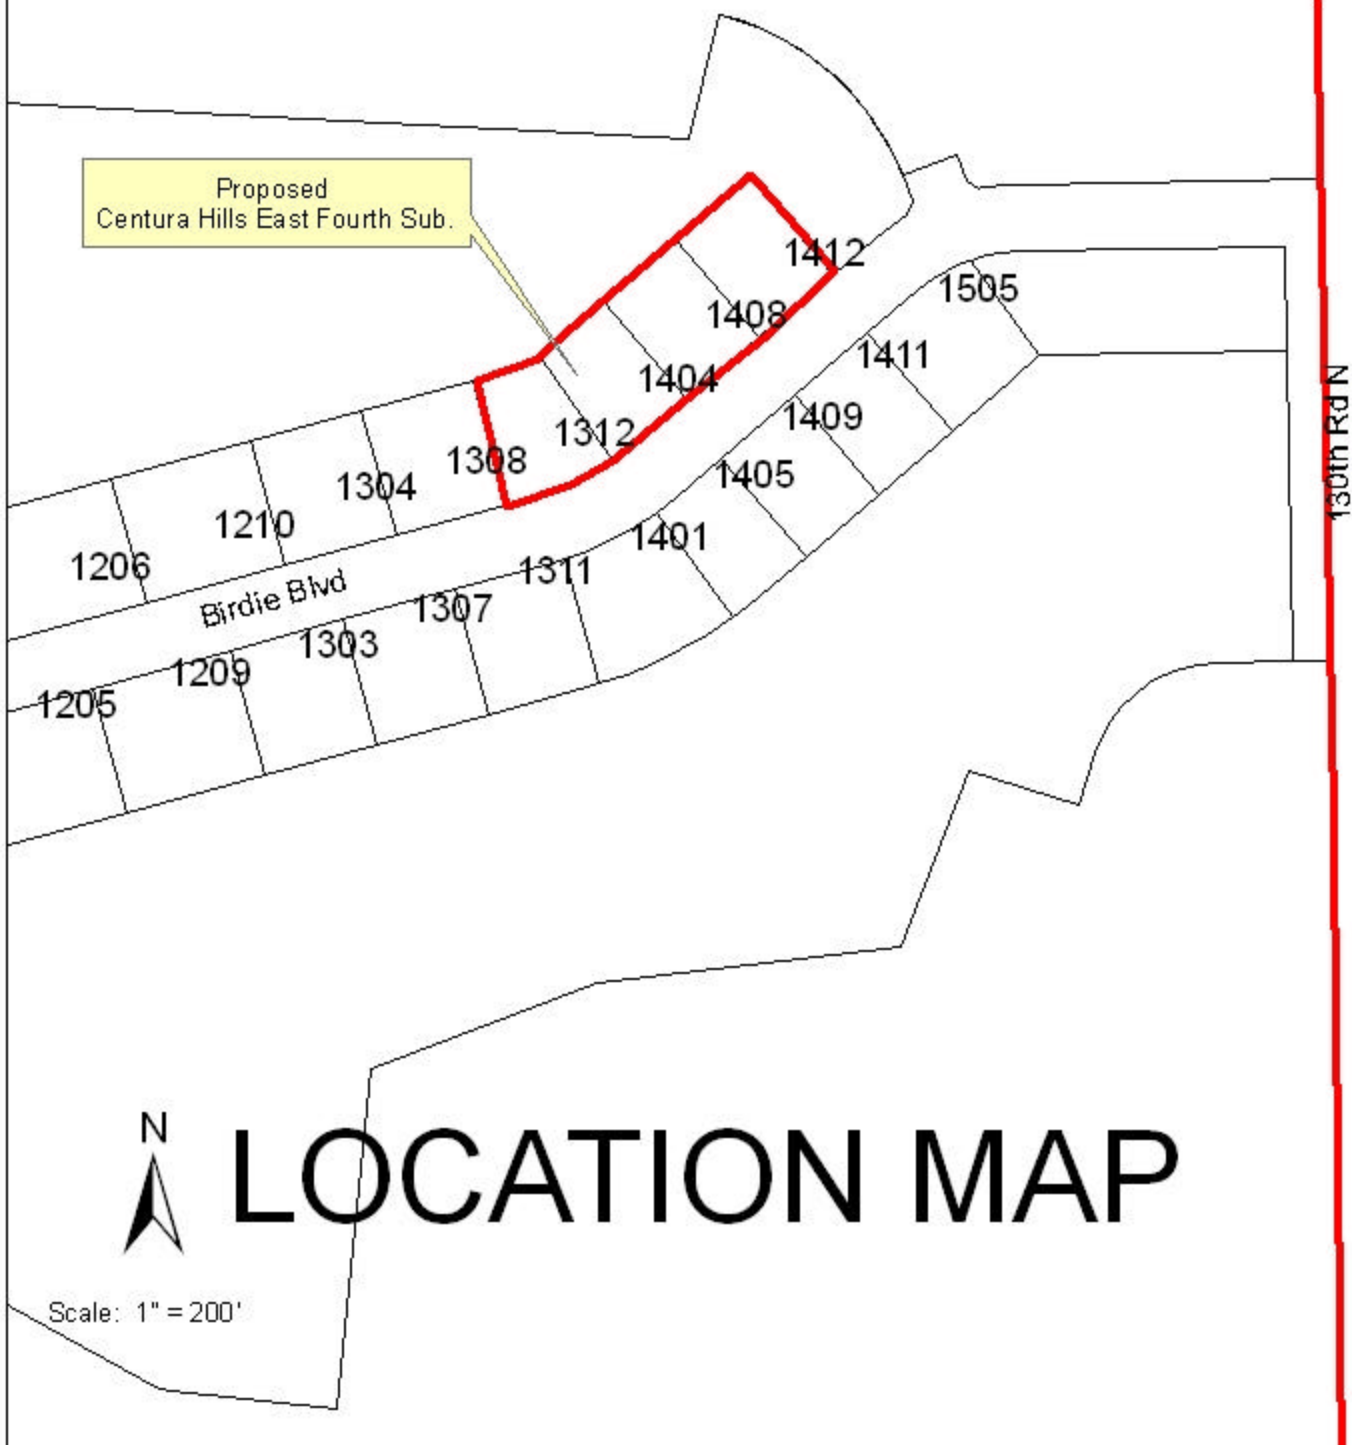 Proposed
Centura Hills East Fourth Sub.
1412
1505
1408
1411
1404
1409
1312
1308
1405
1304
1210
1401
1206
1311
Birdie Blvd
1307
1303
1209
1205
130th Rd N
N
LOCATION MAP
Scale: 1" = 200'